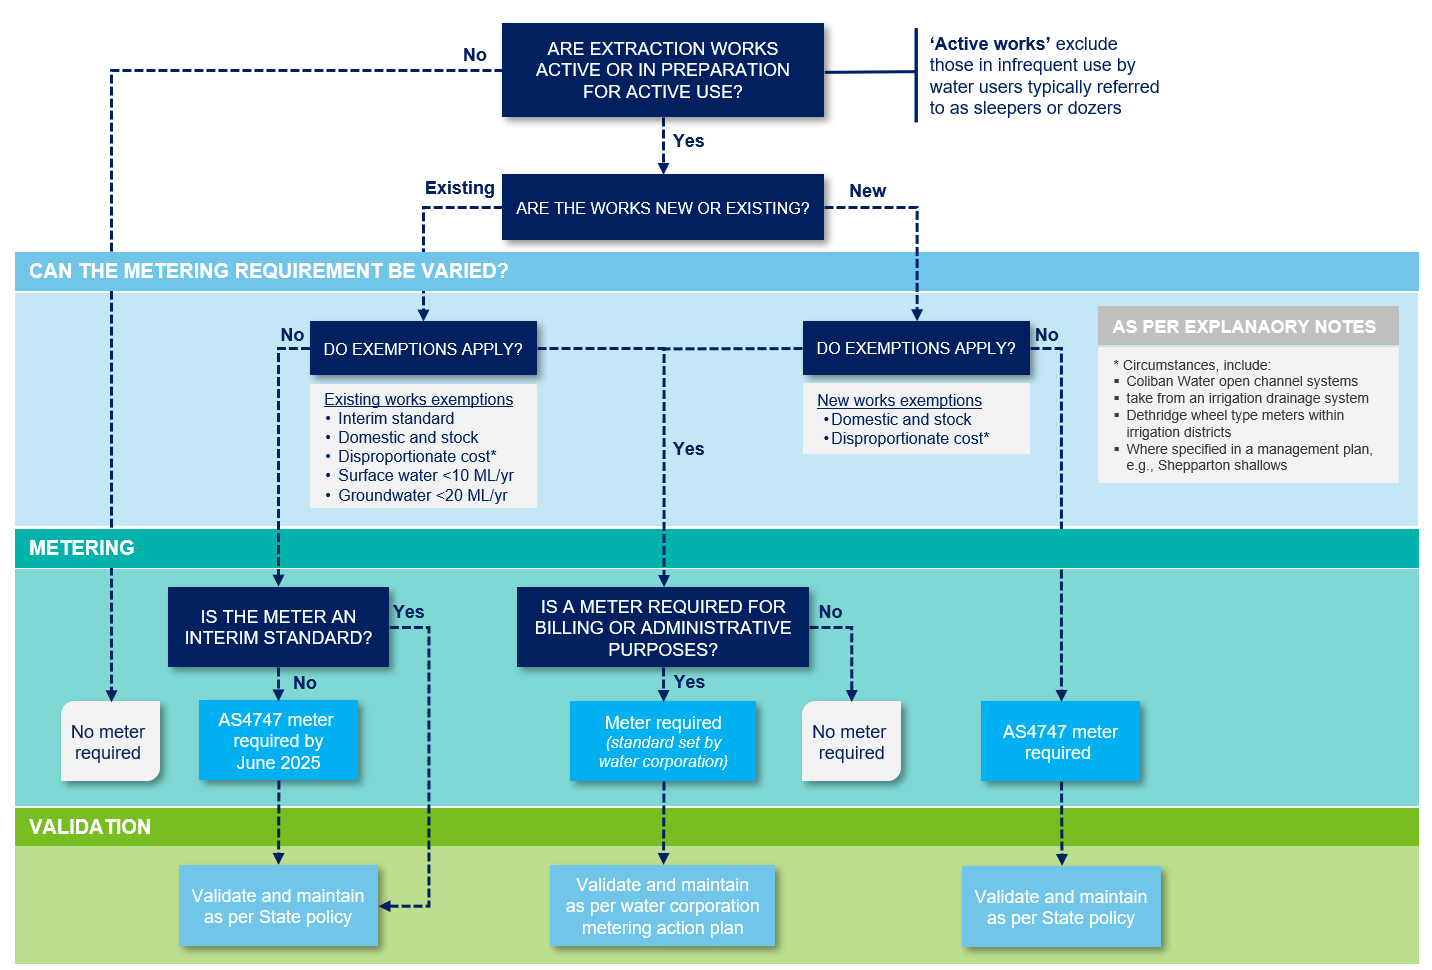 ARE EXTRACTION WORKS
ACTIVE OR IN PREPARATION
FOR ACTIVE USE?
No
‘Active works’ exclude
those in infrequent use by
water users typically referred
to as sleepers or dozers
Yes
Existing
ARE THE WORKS NEW OR EXISTING?
New
CAN THE METERING REQUIREMENT BE VARIED?
No
DO EXEMPTIONS APPLY?
Existing works exemptions
• Interim standard
• Domestic and stock
• Disproportionate cost*
• Surface water <10 ML/yr
• Groundwater <20 ML/yr
Yes
DO EXEMPTIONS APPLY?
No
New works exemptions
• Domestic and stock
• Disproportionate cost*
AS PER EXPLANAORY NOTES
* Circumstances, include:
▪ Coliban Water open channel systems
▪ take from an irrigation drainage system
▪ Dethridge wheel type meters within
irrigation districts
▪ Where specified in a management plan,
e.g., Shepparton shallows
METERING
IS THE METER AN
INTERIM STANDARD?
Yes
No
IS A METER REQUIRED FOR
BILLING OR ADMINISTRATIVE
PURPOSES?
No
Yes
No meter
required
AS4747 meter
required by
June 2025
Meter required
(standard set by
water corporation)
No meter
required
AS4747 meter
required
VALIDATION
Validate and maintain
as per State policy
Validate and maintain
as per water corporation
metering action plan
Validate and maintain
as per State policy